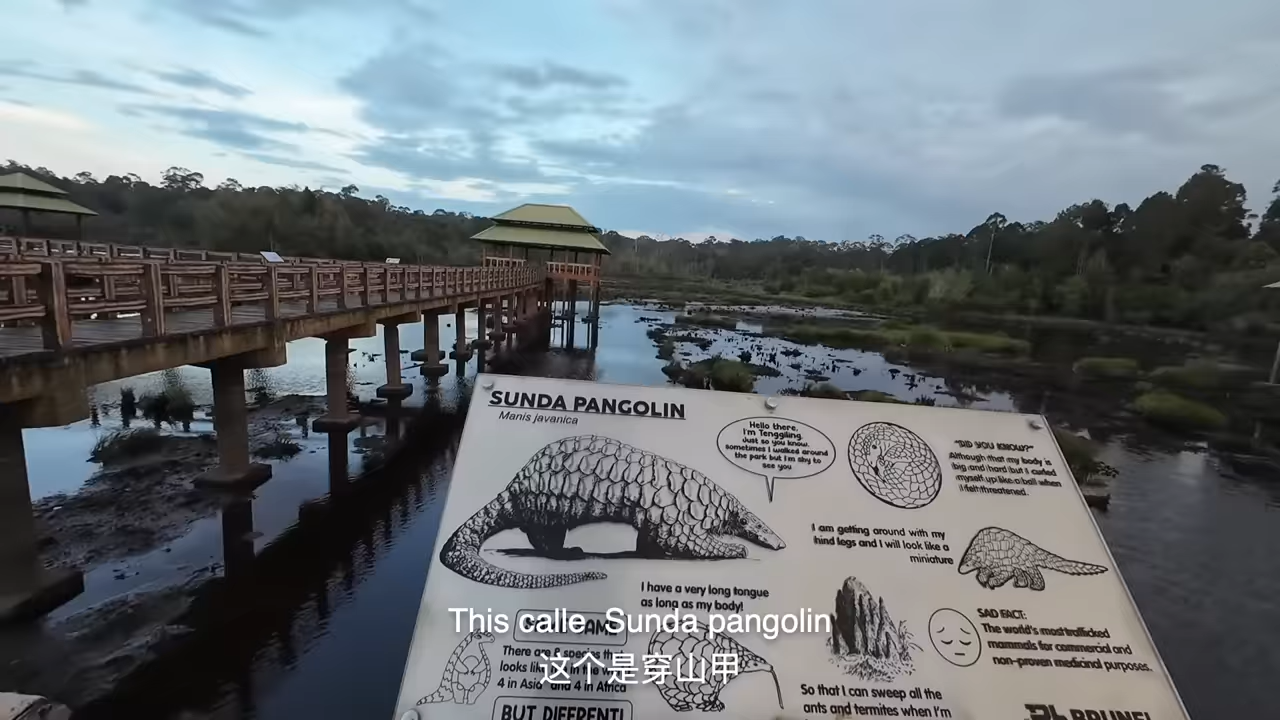 SUNDA PANGOLIN
Manis javanica
Hello there,
I'm Tenggiling.
Just so you know,
sometimes I walked around
the park but I'm shy to
see you
"DID YOU KNOW?"
Although that my body is
big and hard but I curled
myself up like a ball when
I felt threatened.
I am getting around with my
hind legs and I will look like a
miniature
I have a very long tongue
as long as my body!
There are 8 species
looks
4 in Asia and 4 in Africa
BUT DIFFERENT!
SAD FACT:
The world's most trafficked
mammals for commercial and
non-proven medicinal purposes.
So that I can sweep all the
ants and termites when I'm
BRUNEI
This calle Sunda pangolin
这个是穿山甲